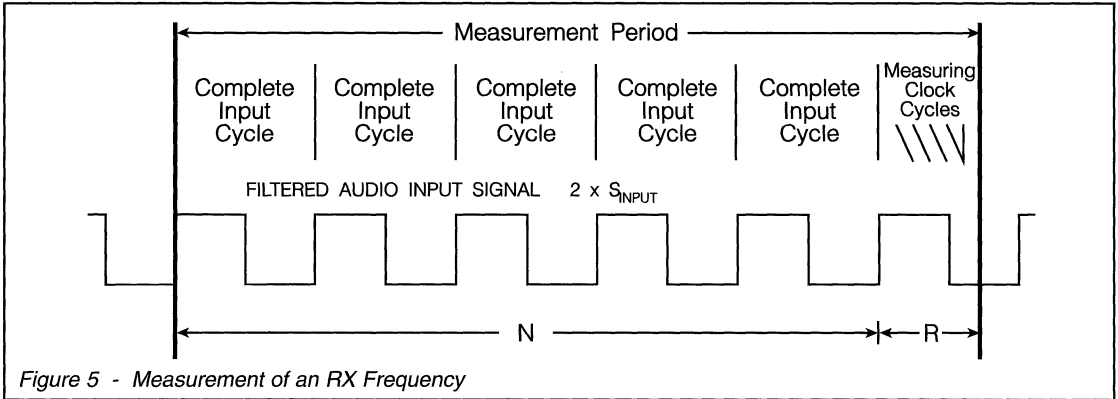 Measurement Period
Complete Input Cycle
Complete Input Cycle
Complete Input Cycle
Complete Input Cycle
Complete Input Cycle
Measuring Clock Cycles
FILTERED AUDIO INPUT SIGNAL 2 x SINPUT
N
R
Figure 5 - Measurement of an RX Frequency